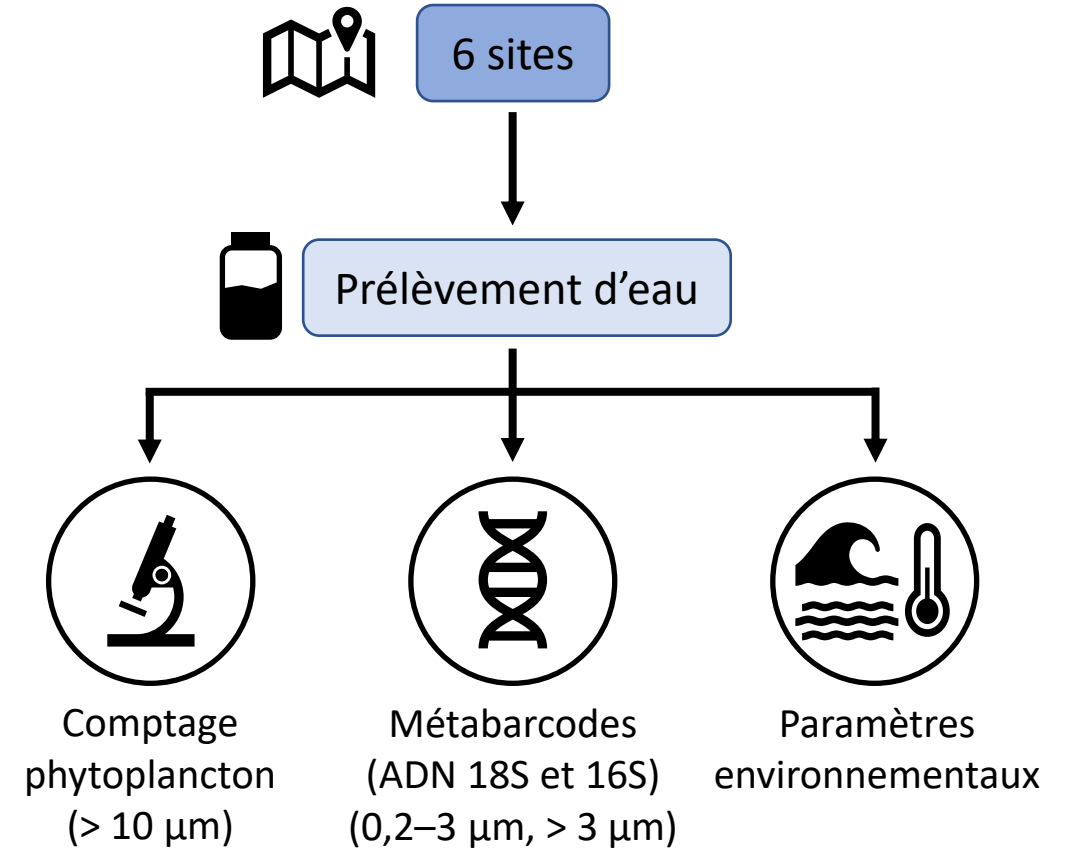 6 sites
Prélèvement d’eau
Comptage
phytoplancton
(> 10 µm)
Métabarcodes
(ADN 18S et 16S)
(0,2–3 µm, > 3 µm)
Paramètres
environnementaux